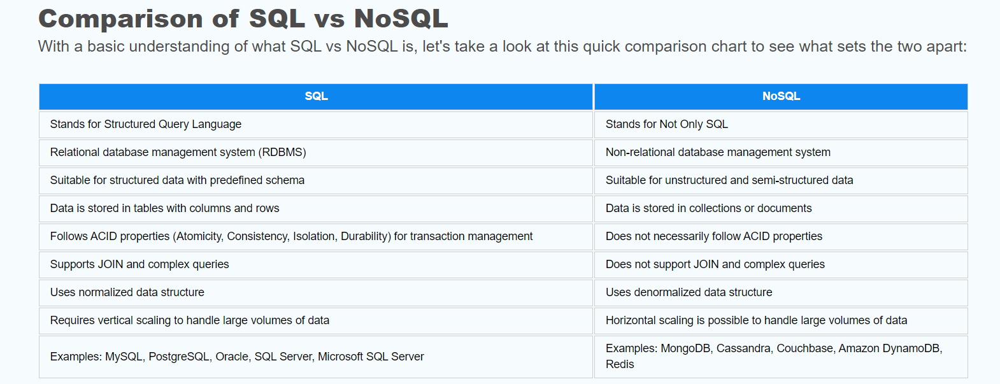 Comparison of SQL vs NoSQL
With a basic understanding of what SQL vs NoSQL is, let's take a look at this quick comparison chart to see what sets the two apart:
SQL
NoSQL
Stands for Structured Query Language
Stands for Not Only SQL
Relational database management system (RDBMS)
Non-relational database management system
Suitable for structured data with predefined schema
Suitable for unstructured and semi-structured data
Data is stored in tables with columns and rows
Data is stored in collections or documents
Follows ACID properties (Atomicity, Consistency, Isolation, Durability) for transaction management
Does not necessarily follow ACID properties
Supports JOIN and complex queries
Does not support JOIN and complex queries
Uses normalized data structure
Uses denormalized data structure
Requires vertical scaling to handle large volumes of data
Horizontal scaling is possible to handle large volumes of data
Examples: MySQL, PostgreSQL, Oracle, SQL Server, Microsoft SQL Server
Examples: MongoDB, Cassandra, Couchbase, Amazon DynamoDB,
Redis